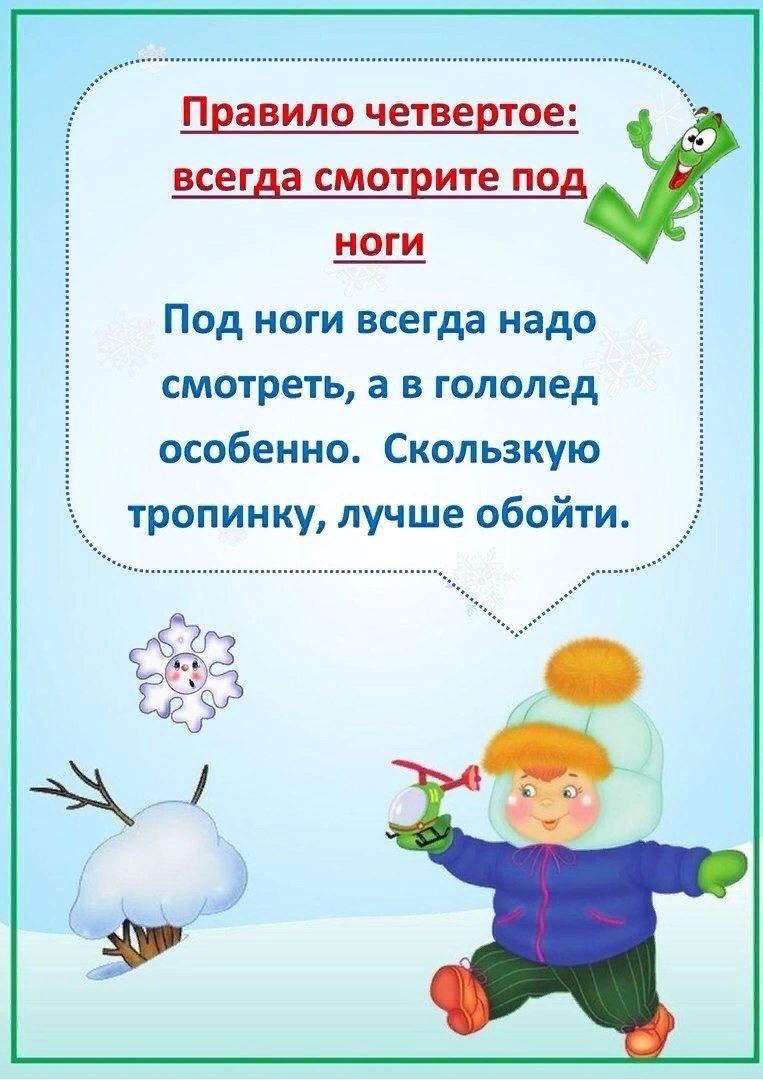 Правило четвертое:
всегда смотрите под
ноги
Под ноги всегда надо
смотреть, а в гололед
особенно.  Скользкую
тропинку, лучше обойти.